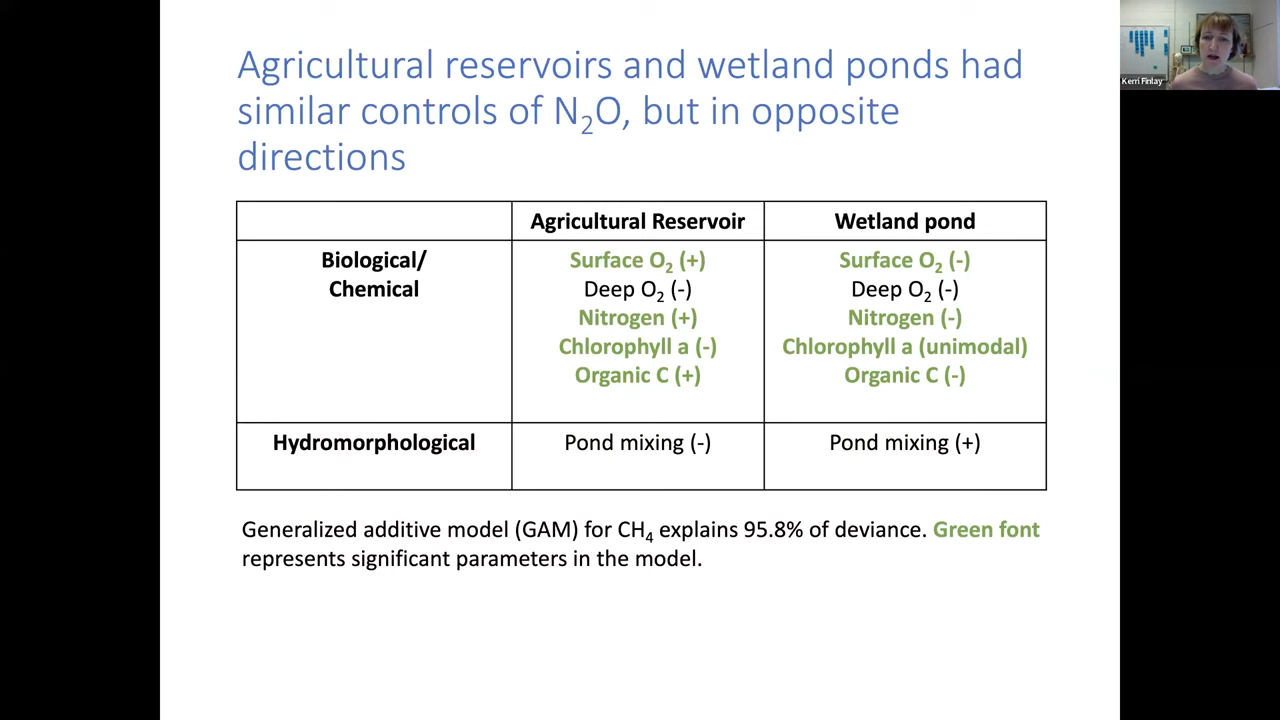 Agricultural reservoirs and wetland ponds had
similar controls of N₂O, but in opposite
directions
Kerri Finlay
Agricultural Reservoir
Wetland pond
Biological/
Chemical
Surface O₂ (+)
Deep O₂ (-)
Nitrogen (+)
Chlorophyll a (-)
Organic C (+)
Surface O₂ (-)
Deep O₂ (-)
Nitrogen (-)
Chlorophyll a (unimodal)
Organic C (-)
Hydromorphological
Pond mixing (-)
Pond mixing (+)
Generalized additive model (GAM) for CH₄ explains 95.8% of deviance. Green font
represents significant parameters in the model.